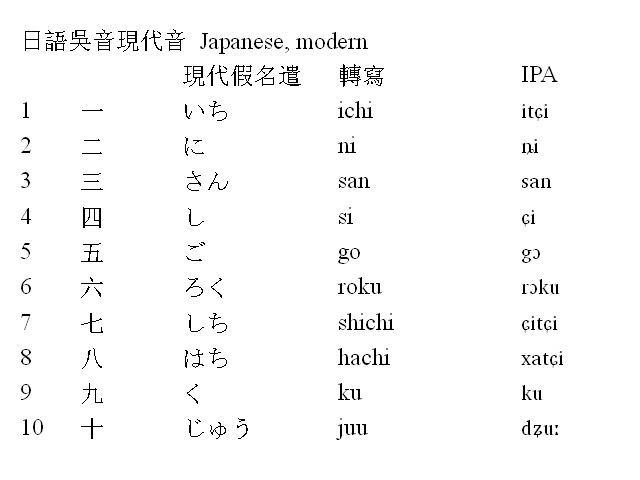 日語吳音現代音 Japanese, modern
現代假名遣 轉寫 IPA
1 一 いち ichi itɕi
2 二 に ni ȵi
3 三 さん san san
4 四 し si ɕi
5 五 ご go gɔ
6 六 ろく roku rɔku
7 七 しち shichi ɕitɕi
8 八 はち hachi xatɕi
9 九 く ku ku
10 十 じゅう juu dʑuː